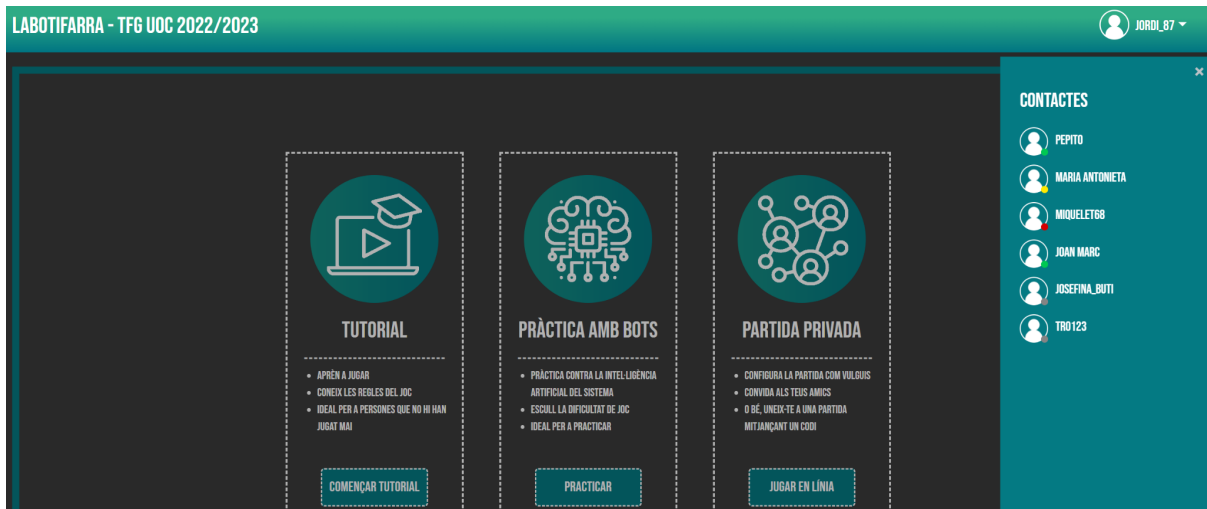 LABOTIFARRA - TFG UOC 2022/2023
JORDI_87
×
CONTACTES
PEPITO
MARIA ANTONIETA
MIQUELET68
JOAN MARC
JOSEFINA_BUTI
TRO123
TUTORIAL
• APRÈN A JUGAR
• CONEIX LES REGLES DEL JOC
• IDEAL PER A PERSONES QUE NO HI HAN
JUGAT MAI
COMENÇAR TUTORIAL
PRÀCTICA AMB BOTS
• PRÀCTICA CONTRA LA INTEL·LIGÈNCIA
ARTIFICIAL DEL SISTEMA
• ESCULL LA DIFICULTAT DE JOC
• IDEAL PER A PRACTICAR
PRACTICAR
PARTIDA PRIVADA
• CONFIGURA LA PARTIDA COM VULGUIS
• CONVIDA ALS TEUS AMICS
• O BÉ, UNEIX-TE A UNA PARTIDA
MITJANÇANT UN CODI
JUGAR EN LÍNIA